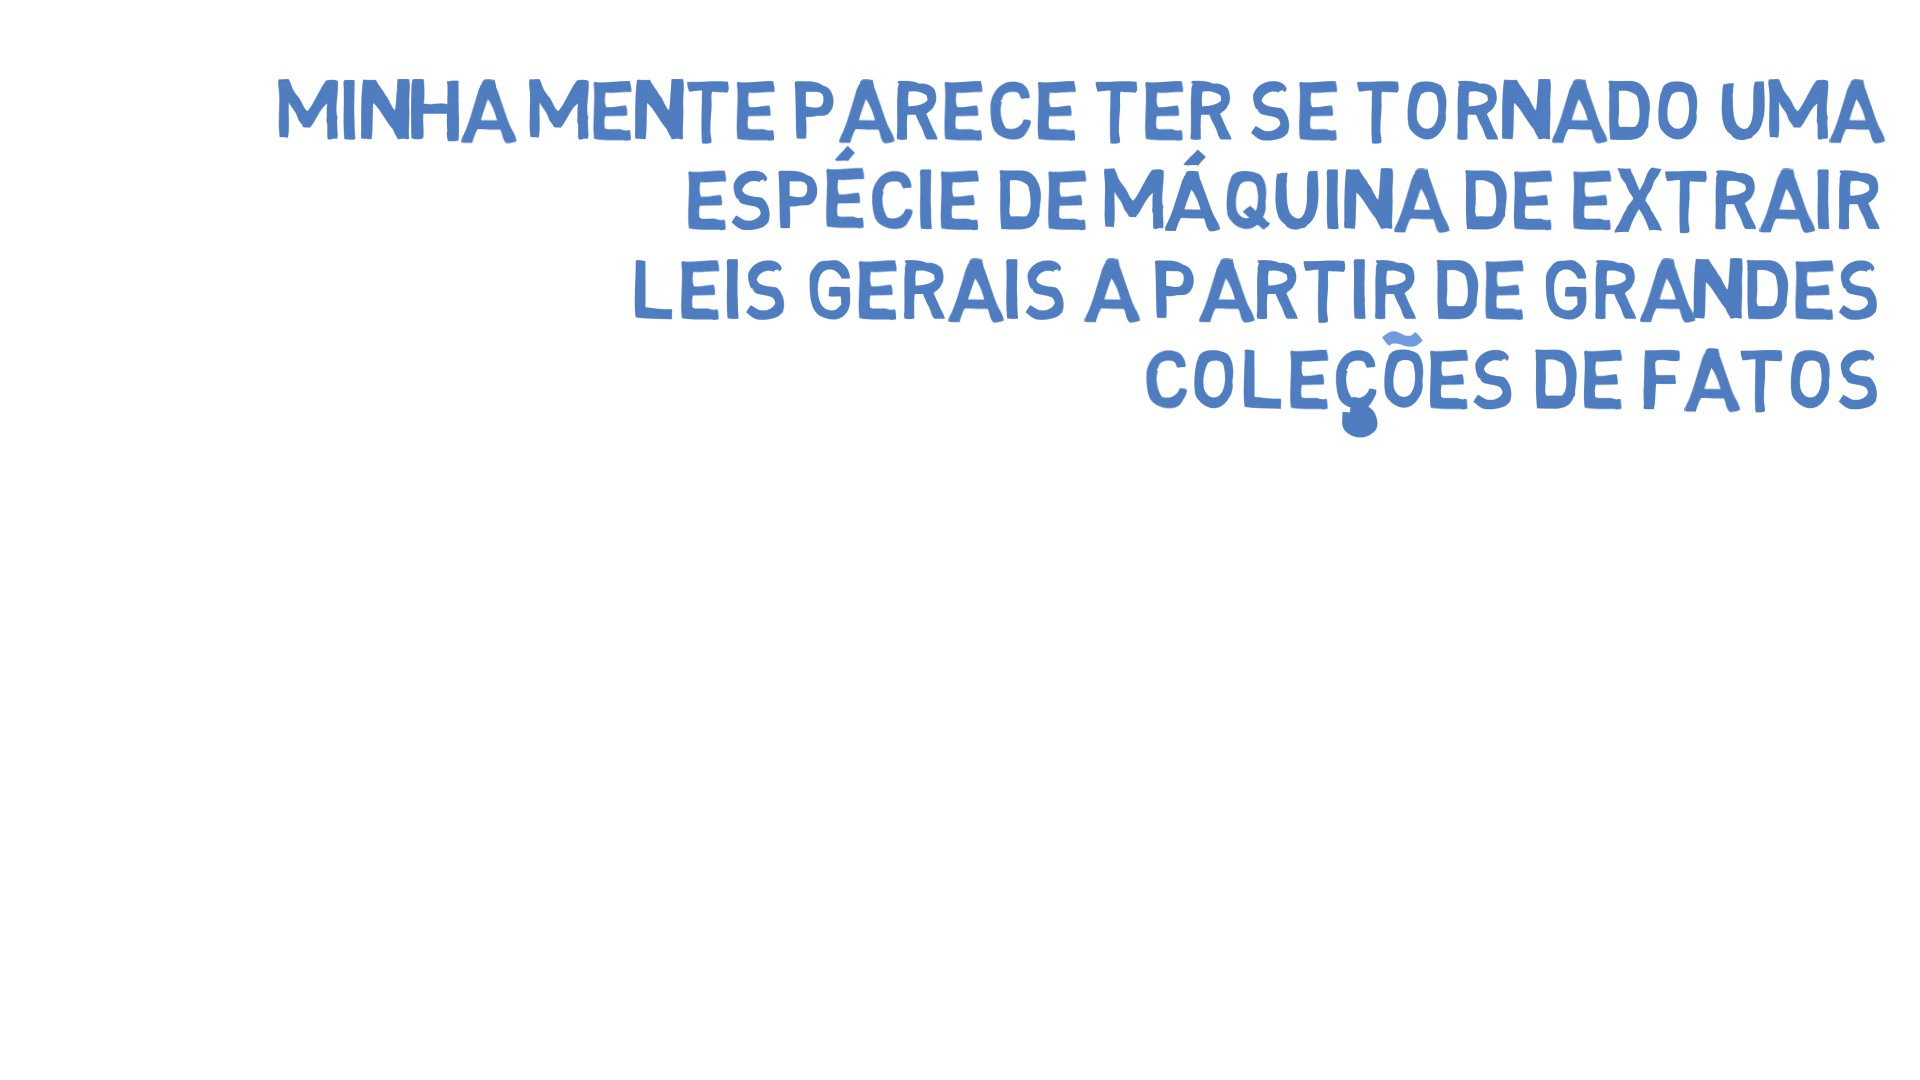 MINHA MENTE PARECE TER SE TORNADO UMA
ESPÉCIE DE MÁQUINA DE EXTRAIR
LEIS GERAIS A PARTIR DE GRANDES
COLEÇÕES DE FATOS